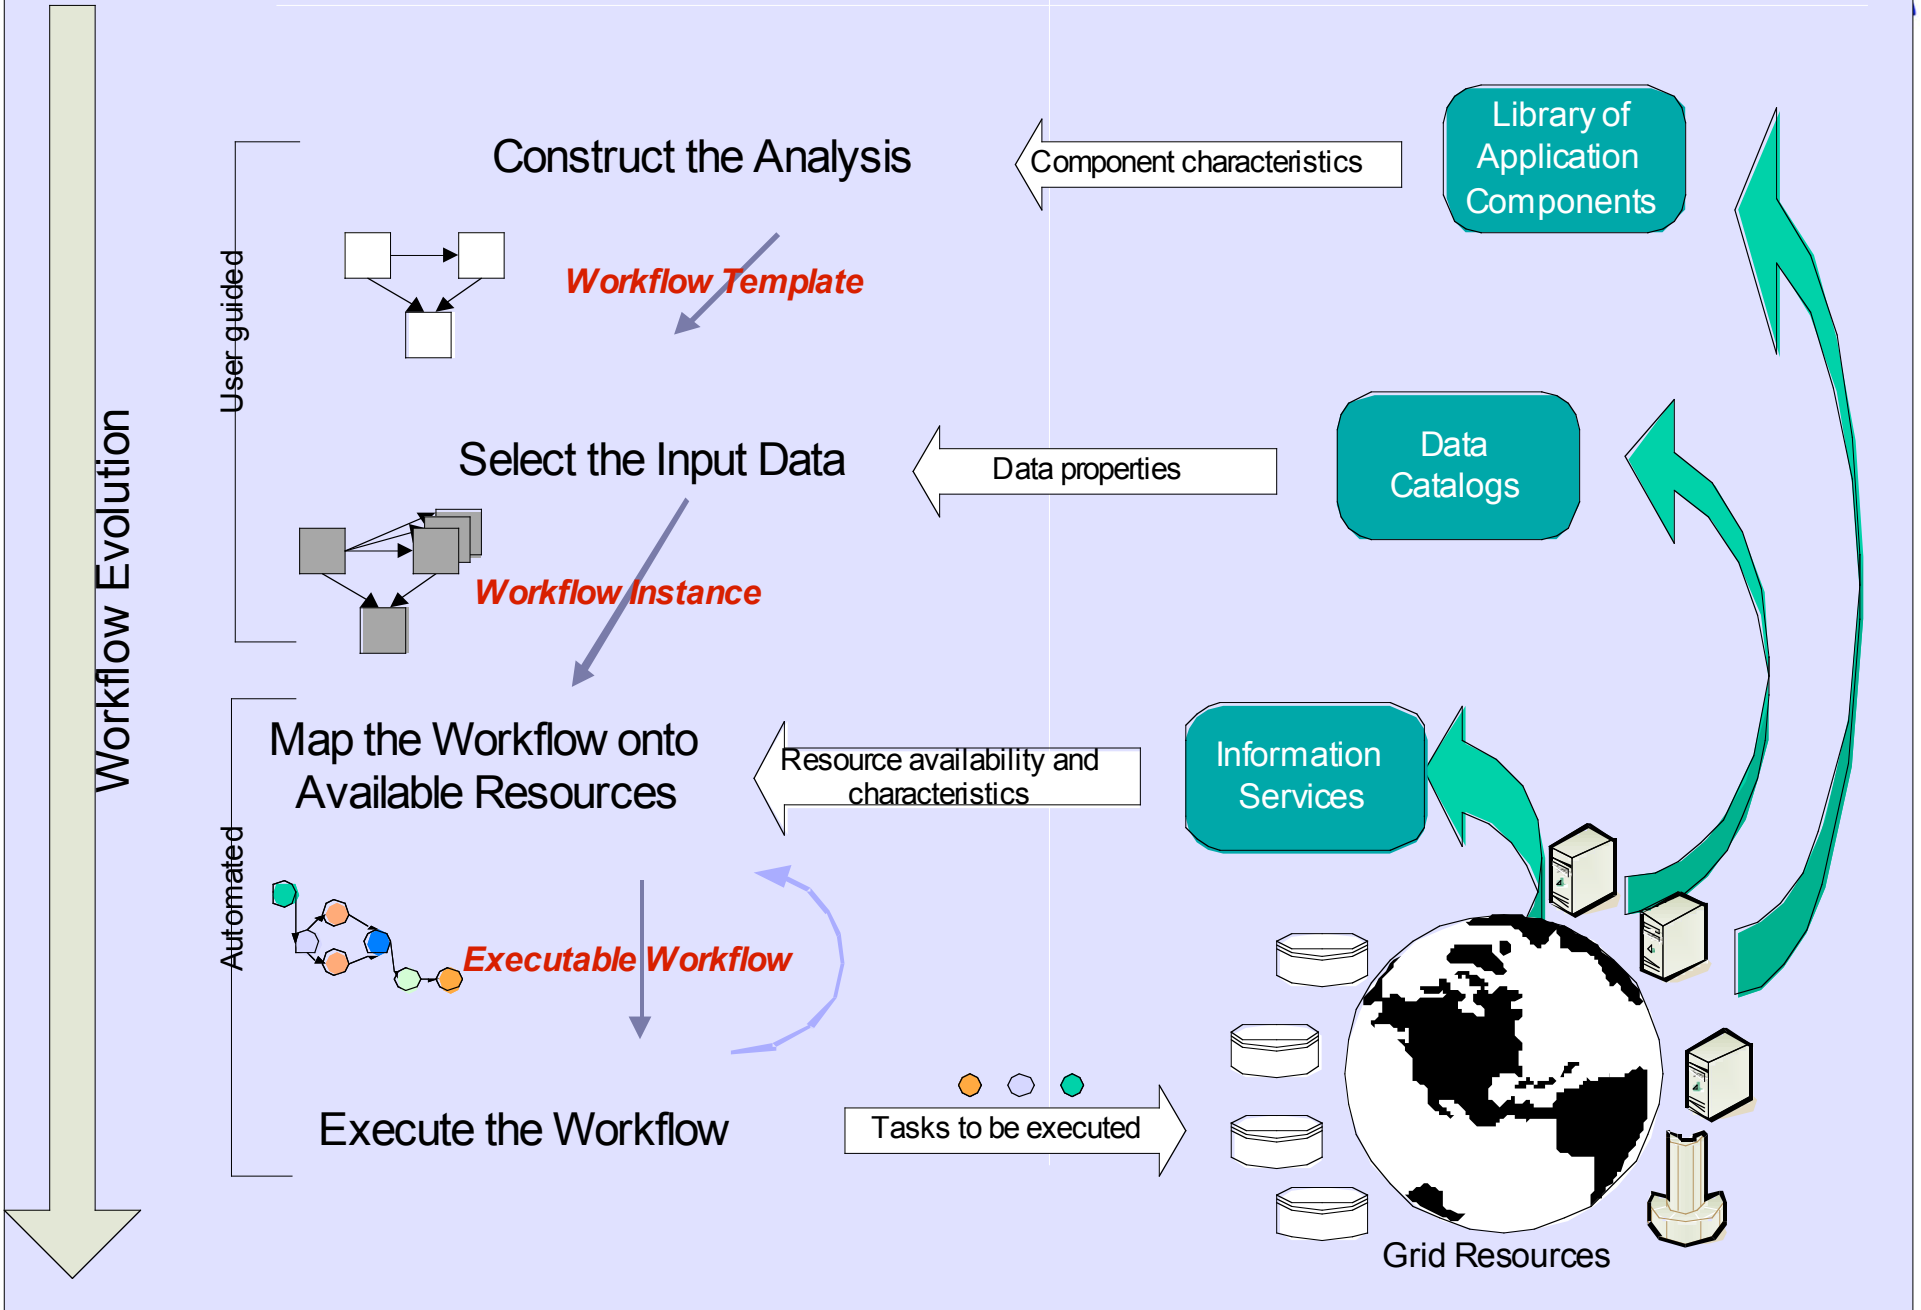 Construct the Analysis
Component characteristics
Library of
Application
Components
Workflow Template
User guided
Select the Input Data
Data properties
Data
Catalogs
Workflow Instance
Workflow Evolution
Map the Workflow onto
Available Resources
Resource availability and
characteristics
Information
Services
Automated
Executable Workflow
Execute the Workflow
Tasks to be executed
Grid Resources